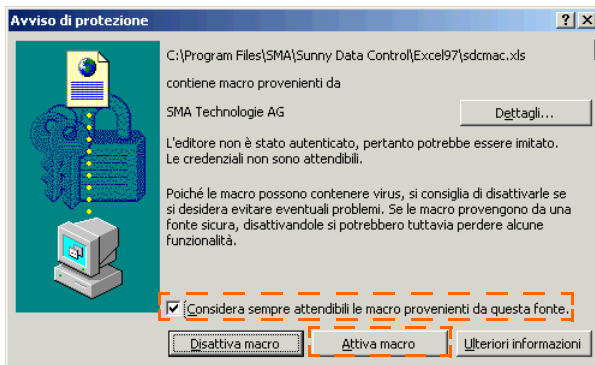 Avviso di protezione
C:\Program Files\SMA\Sunny Data Control\Excel97\sdcmac.xls
contiene macro provenienti da
SMA Technologie AG
Dettagli...
L'editore non è stato autenticato, pertanto potrebbe essere imitato.
Le credenziali non sono attendibili.
Poiché le macro possono contenere virus, si consiglia di disattivarle se
si desidera evitare eventuali problemi. Se le macro provengono da una
fonte sicura, disattivandole si potrebbero tuttavia perdere alcune
funzionalità.
Considera sempre attendibili le macro provenienti da questa fonte.
Disattiva macro
Attiva macro
Ulteriori informazioni